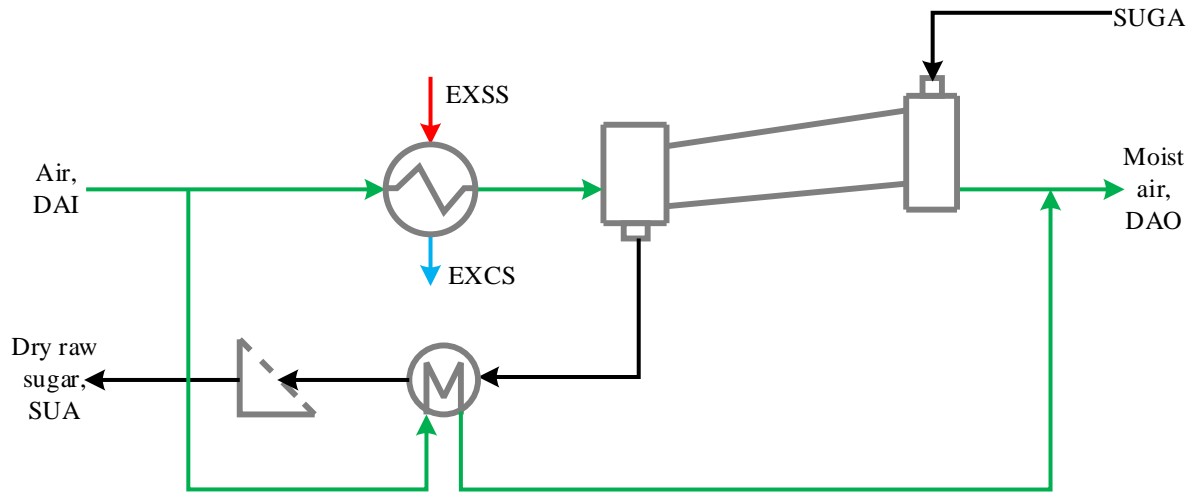 SUGA
EXSS
Air,
DAI
Moist
air,
DAO
EXCS
Dry raw
sugar,
SUA